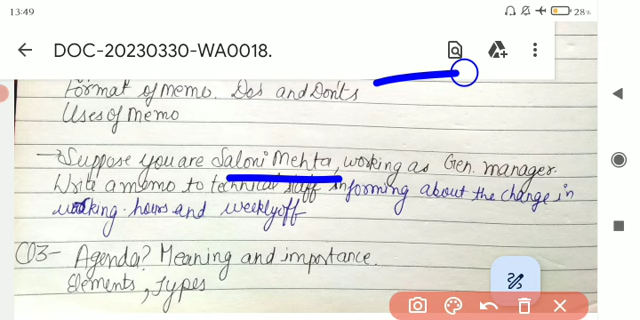 13:49
28%
DOC-20230330-WA0018.
Format of Memo. Do's and Don'ts
Uses of Memo
→ Suppose you are Saloni Mehta, working as Gen. manager.
Write a memo to technical staff informing about the change in
working hours and weekly off
CO3- Agenda? Meaning and importance.
Elements, Types